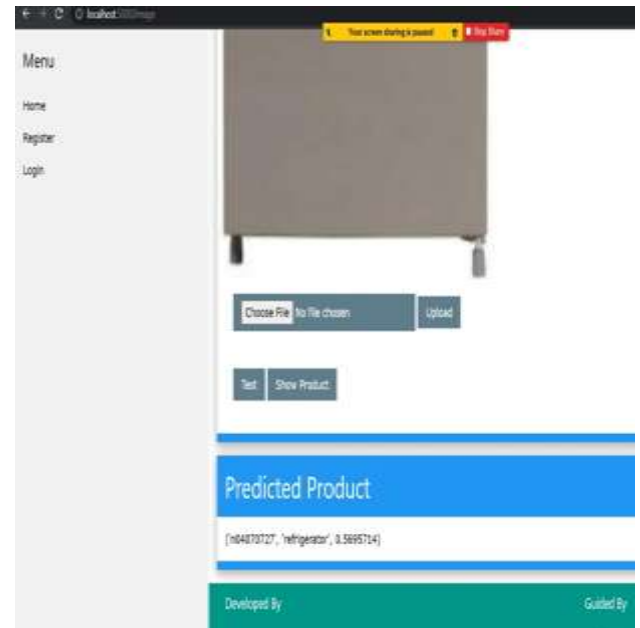 localhost:5000/
Your screen sharing is paused Stop Share
Menu
Home
Register
Login
Choose File No file chosen Upload
Test Show Product
Predicted Product
('n04070727', 'refrigerator', 0.5695714)
Developed By Guided By